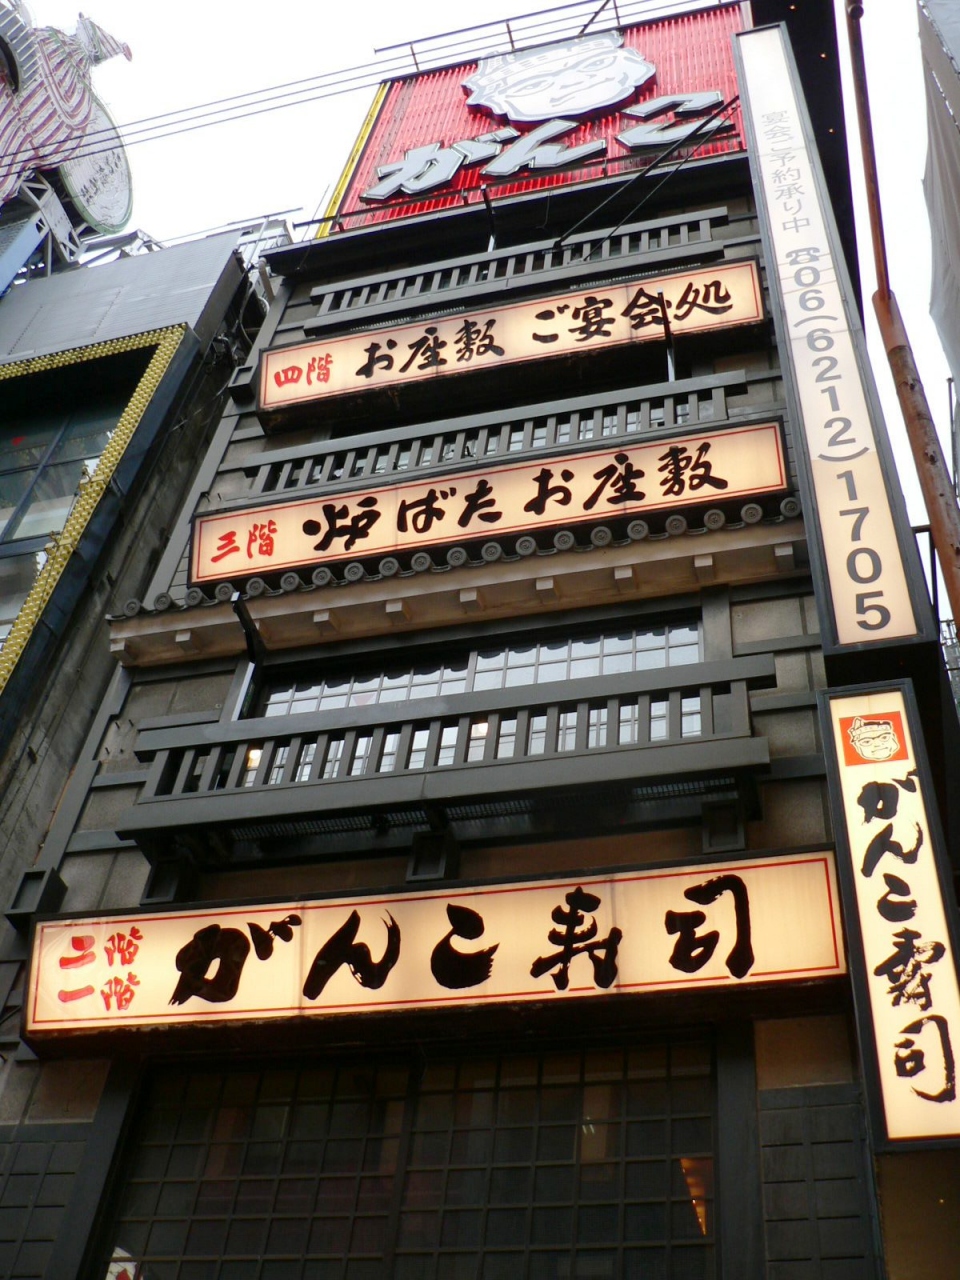 がんこ
宴会ご予約承り中 ☎06(6212)1705
四階 お座敷 ご宴会処
三階 炉ばたお座敷
二階
一階
がんこ寿司
がんこ寿司